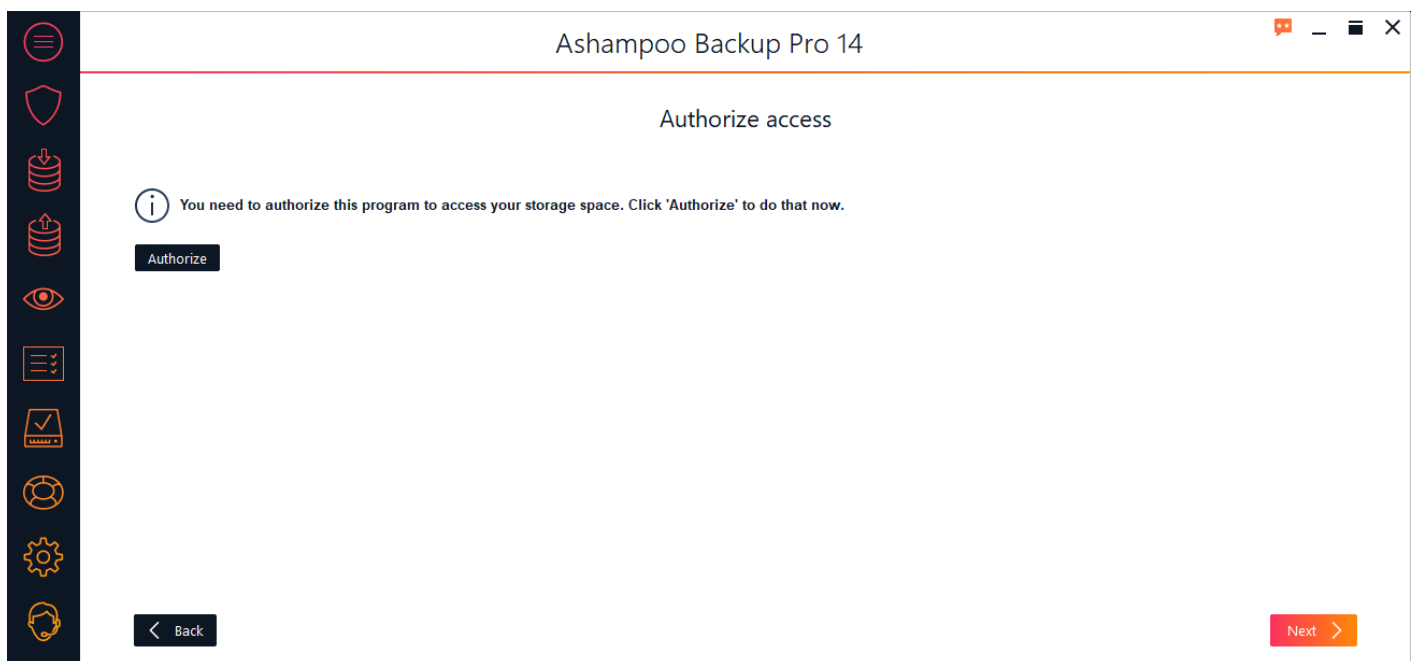 Ashampoo Backup Pro 14
Authorize access
You need to authorize this program to access your storage space. Click 'Authorize' to do that now.
Authorize
Back
Next